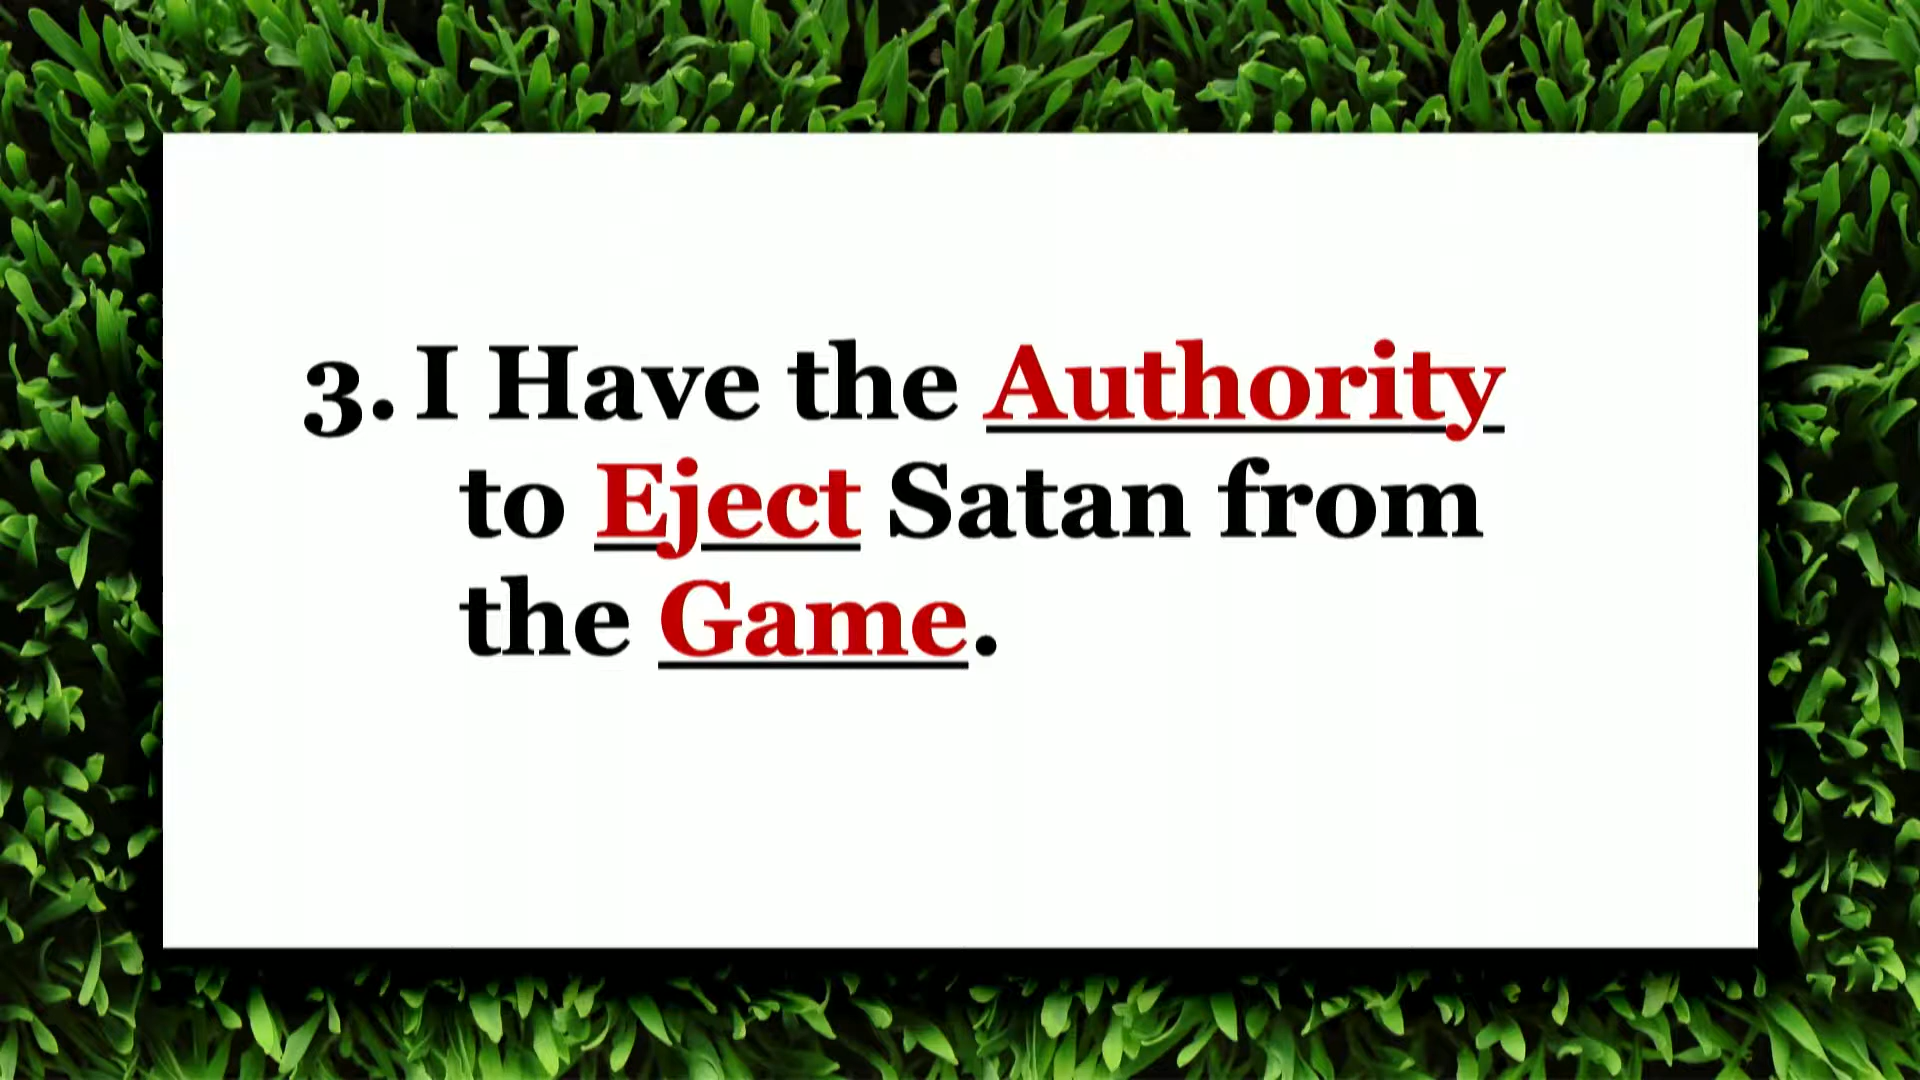 3. I Have the Authority
to Eject Satan from
the Game.